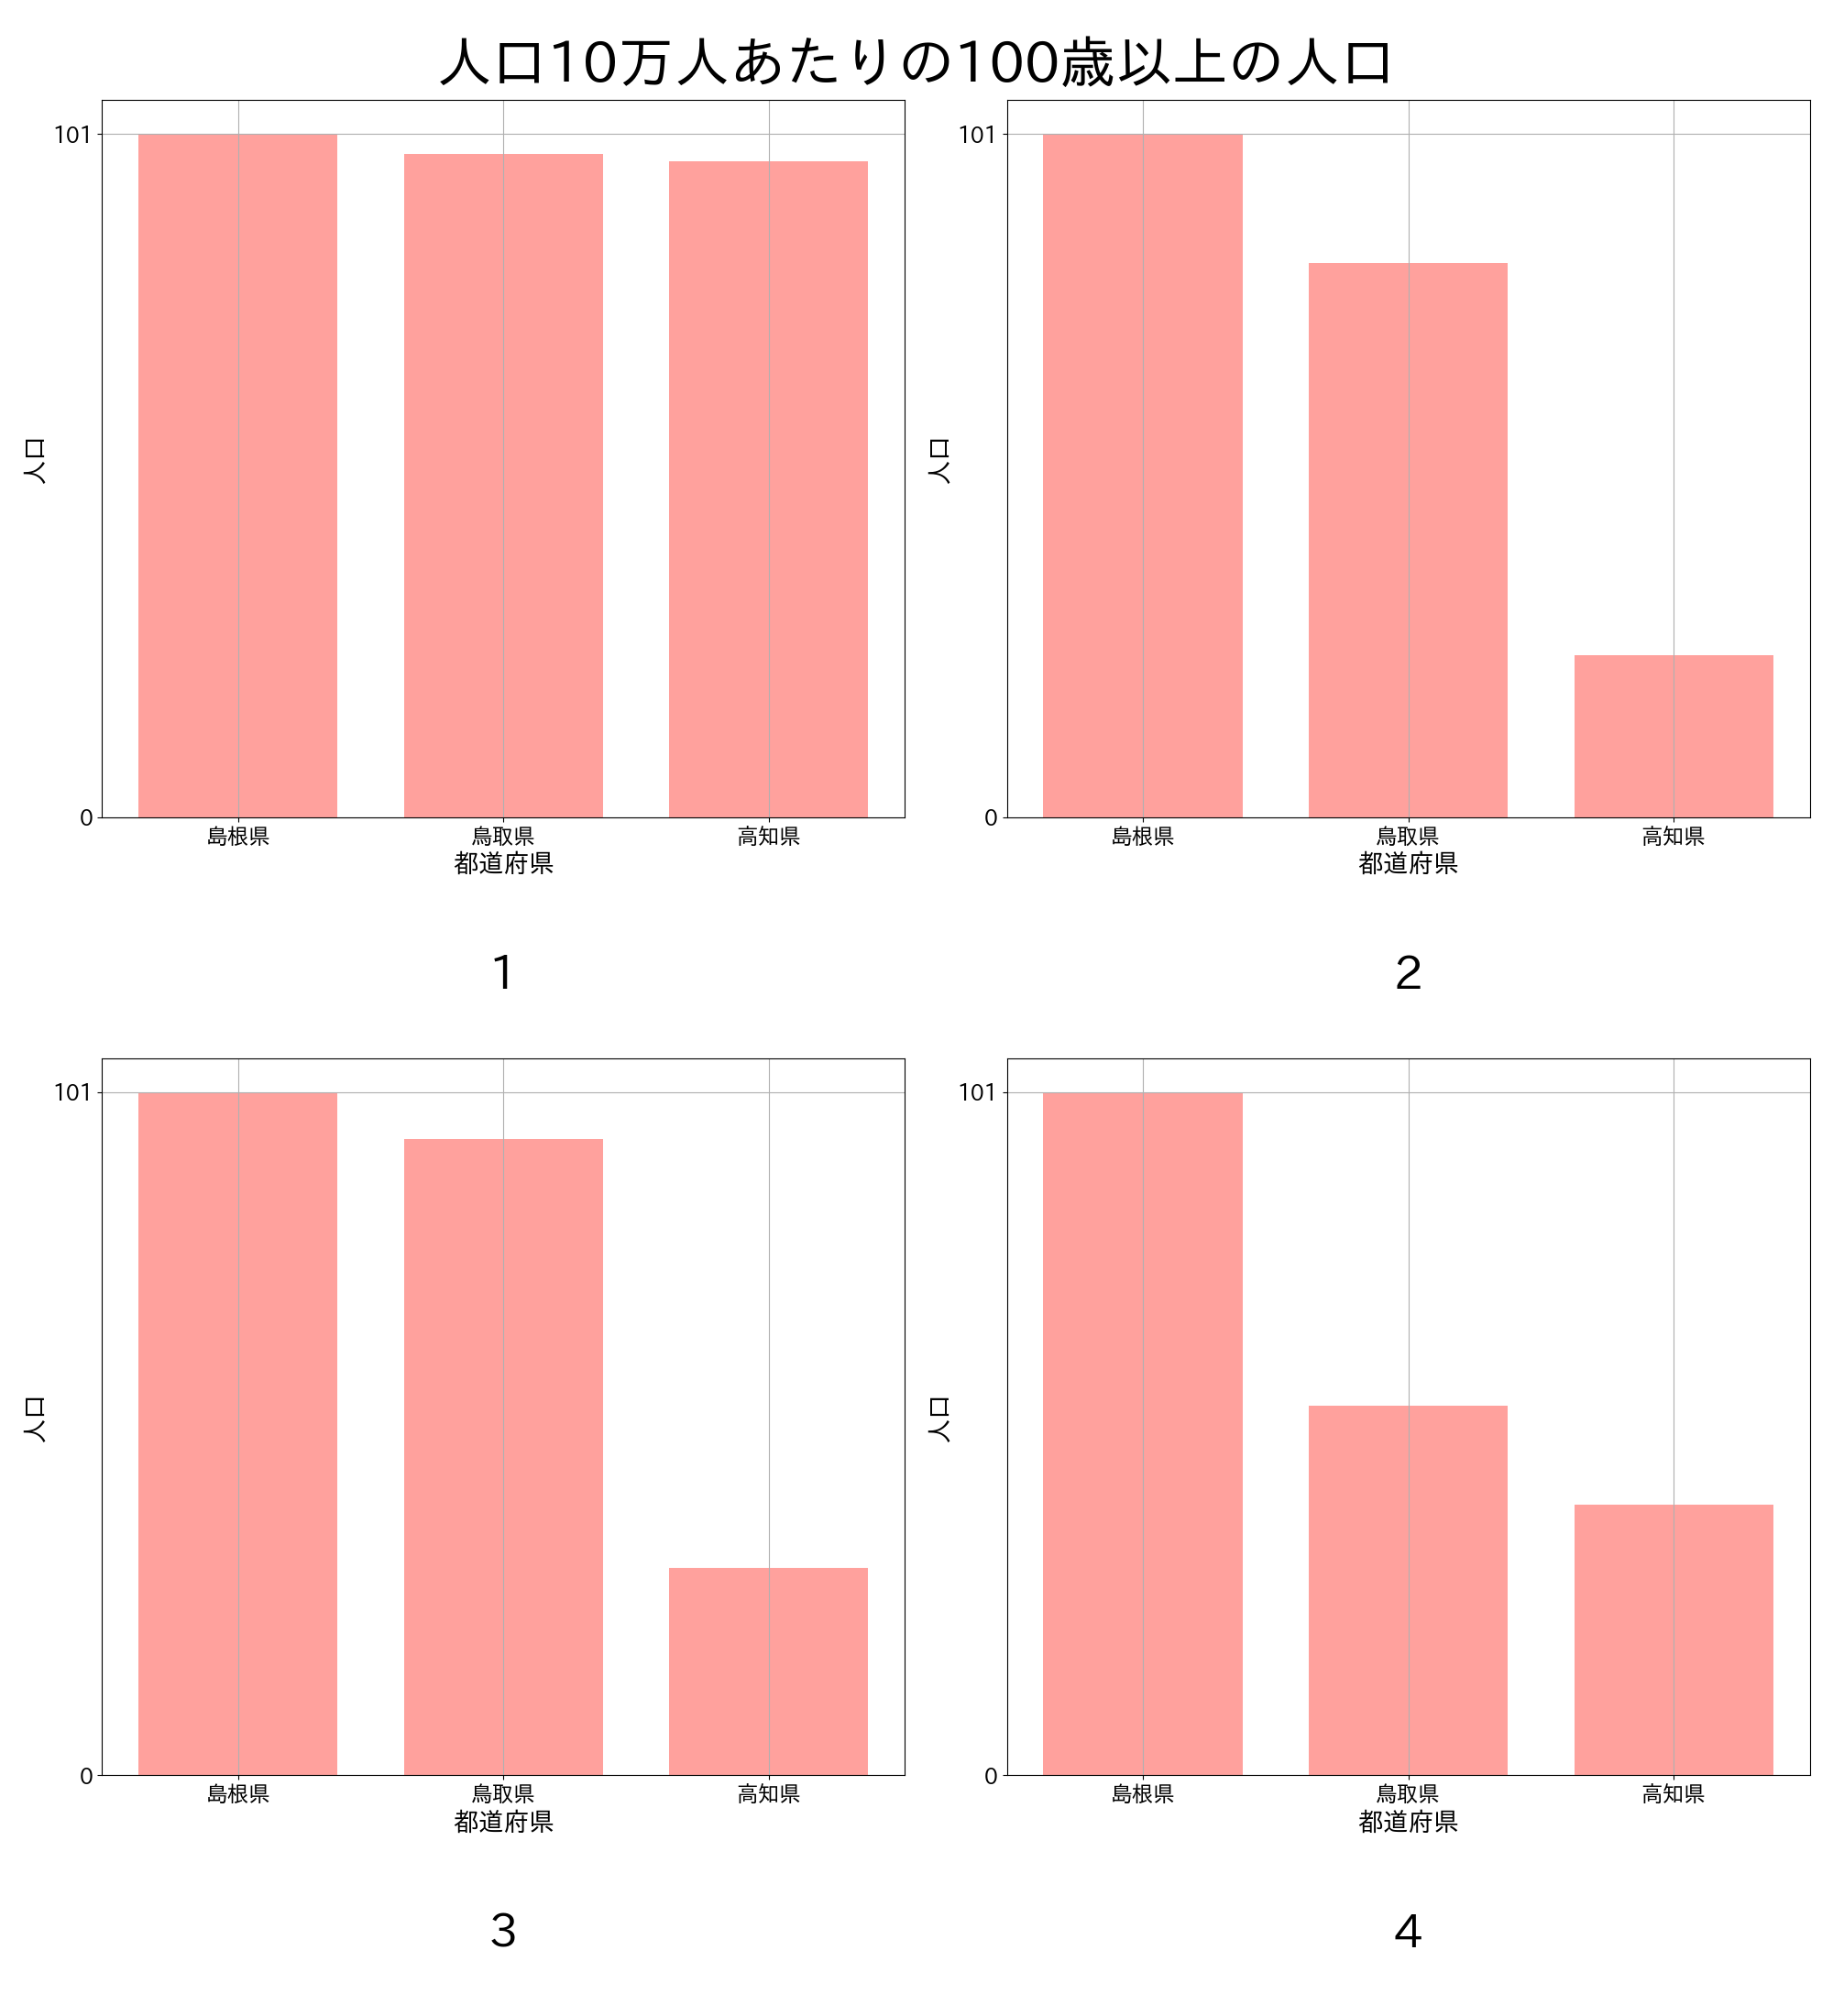 人口10万人あたりの100歳以上の人口
101
0
人口
島根県 鳥取県 高知県
都道府県
1
101
0
人口
島根県 鳥取県 高知県
都道府県
2
101
0
人口
島根県 鳥取県 高知県
都道府県
3
101
0
人口
島根県 鳥取県 高知県
都道府県
4